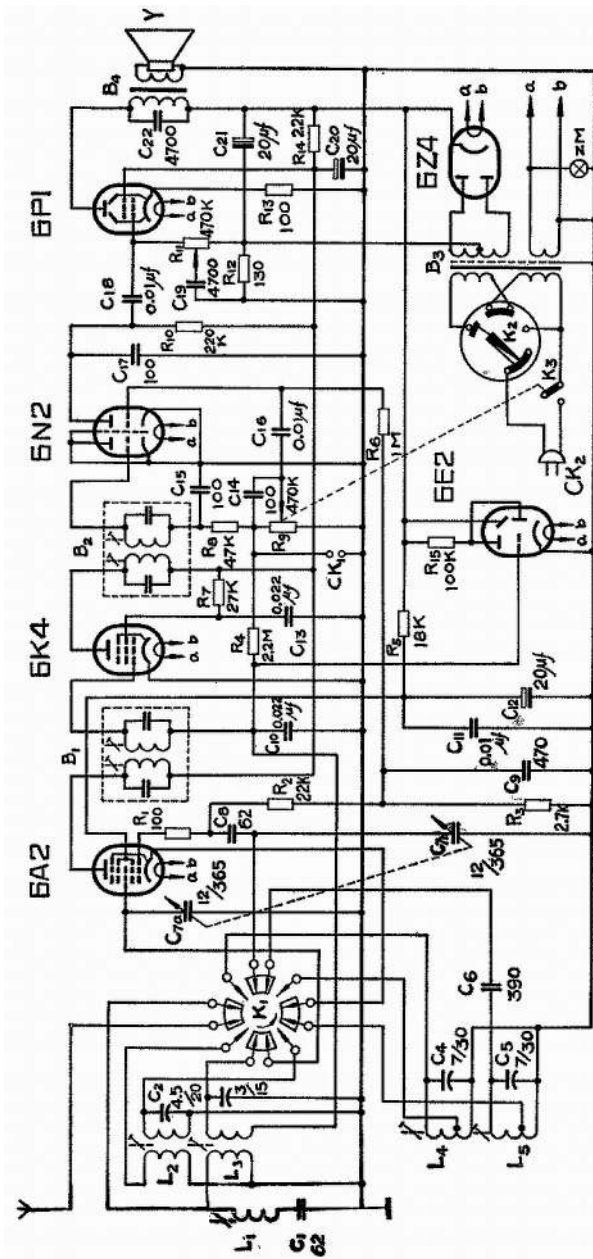 6A2
6K4
6N2
6P1
Y
B4
C22
4700
C21
20μf
R14 2.2K
C20
20μf
R13
100
a b
R11
470K
C18
0.01μf
C19
4700
R12
130
R10
220
K
C17
100
a b
C16
0.01μf
C15
100
C14
100
470K
R9
R8
47K
B2
R7
27K
R4
2.2M
0.022
μf
C13
CK1
R6
1M
a b
B1
C10
0.022
μf
R1
100
C8
62
R2
22K
a b
12/365
C7a
C7b
12/365
K1
C2
4.5
/20
3/15
L2
L3
L1
C1
62
C6
390
C4
7/30
C5
7/30
L4
L5
R3
2.7K
C9
470
C11
0.01
μf
C12
20μf
R5
18K
R15
100K
6E2
a b
6Z4
a
b
a
b
ZM
B3
K2
K3
CK2